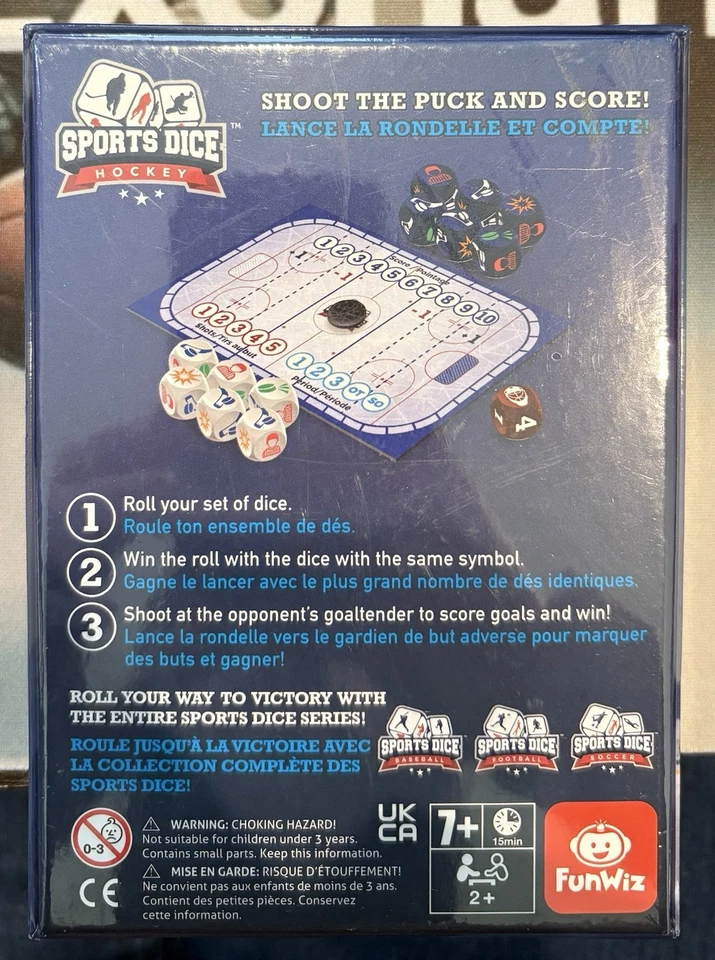 SPORTS DICE™
HOCKEY
SHOOT THE PUCK AND SCORE!
LANCE LA RONDELLE ET COMPTE!
Score/Pointage
1 2 3 4 5 6 7 8 9 10
-1
-1
+1
1 2 3 4 5
Shots/Tirs au but
1 2 3 OT SO
Period/Période
4
1 Roll your set of dice.
Roule ton ensemble de dés.
2 Win the roll with the dice with the same symbol.
Gagne le lancer avec le plus grand nombre de dés identiques.
3 Shoot at the opponent's goaltender to score goals and win!
Lance la rondelle vers le gardien de but adverse pour marquer
des buts et gagner!
ROLL YOUR WAY TO VICTORY WITH
THE ENTIRE SPORTS DICE SERIES!
ROULE JUSQU'À LA VICTOIRE AVEC
LA COLLECTION COMPLÈTE DES
SPORTS DICE!
SPORTS DICE
BASEBALL
SPORTS DICE
FOOTBALL
SPORTS DICE
SOCCER
0-3
WARNING: CHOKING HAZARD!
Not suitable for children under 3 years.
Contains small parts. Keep this information.
CE
MISE EN GARDE: RISQUE D'ÉTOUFFEMENT!
Ne convient pas aux enfants de moins de 3 ans.
Contient des petites pièces. Conservez
cette information.
UK
CA
7+
15min
2+
FUNWIZ